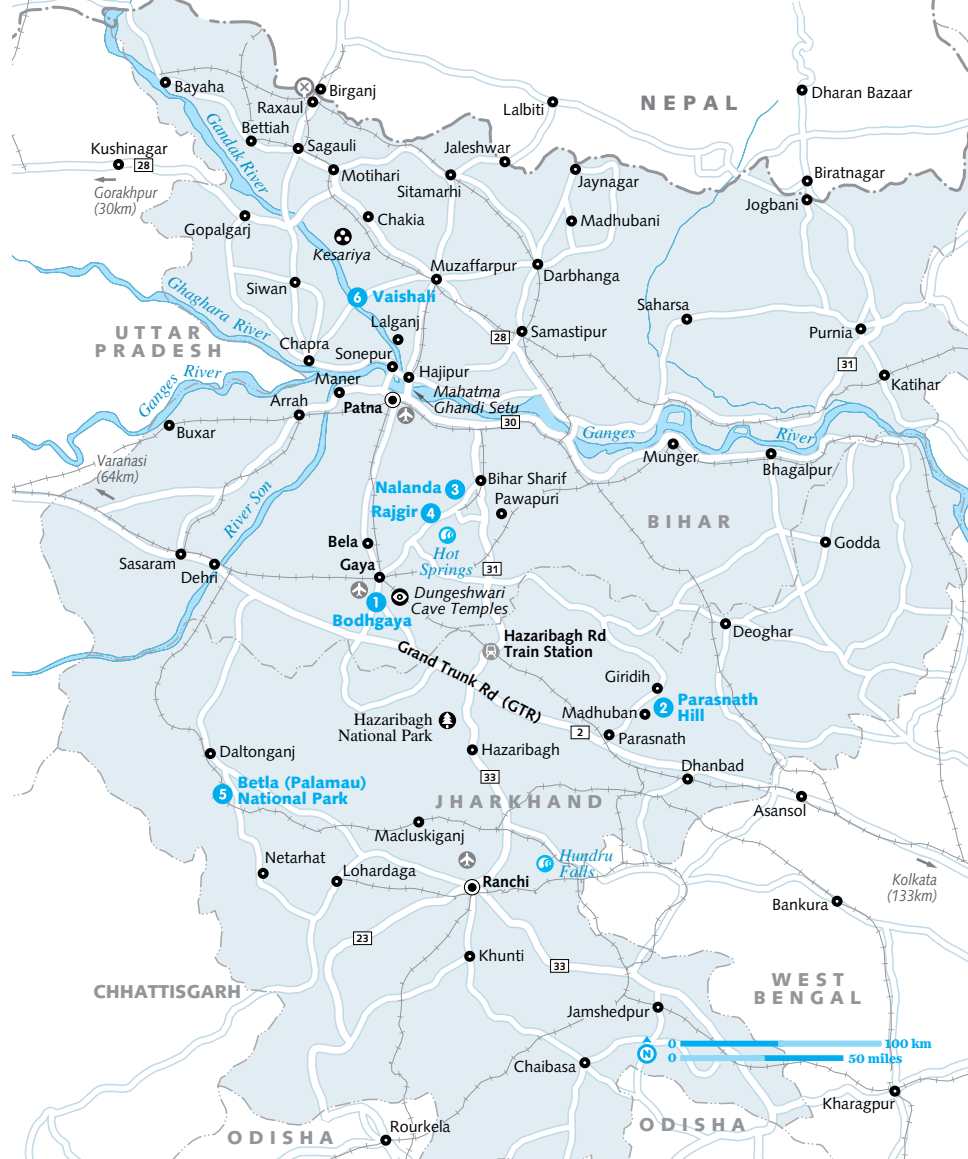 NEPAL
Bayaha
Birganj
Raxaul
Lalbiti
Dharan Bazaar
Bettiah
Gandak River
Sagauli
Kushinagar
28
Jaleshwar
Gorakhpur
(30km)
Motihari
Sitamarhi
Jaynagar
Biratnagar
Jogbani
Gopalgarj
Chakia
Madhubani
Kesariya
Muzaffarpur
Darbhanga
Siwan
6
Vaishali
Ghaghara River
Lalganj
Saharsa
UTTAR
PRADESH
Chapra
Sonepur
28
Samastipur
Purnia
31
Ganges River
Maner
Hajipur
Katihar
Arrah
Patna
Mahatma
Ghandi Setu
30
Buxar
Ganges
River
Munger
Bhagalpur
Varanasi
(64km)
River Son
Nalanda
3
Bihar Sharif
Rajgir
4
Pawapuri
BIHAR
Hot
Springs
Bela
Godda
Sasaram
Dehri
Gaya
31
1
Dungeshwari
Cave Temples
Bodhgaya
Deoghar
Hazaribagh Rd
Train Station
Grand Trunk Rd (GTR)
Giridih
Madhuban
2
Parasnath
Hill
Hazaribagh
National Park
2
Parasnath
Daltonganj
Hazaribagh
Dhanbad
33
5
Betla (Palamau)
National Park
JHARKHAND
Asansol
Macluskiganj
Netarhat
Lohardaga
Hundru
Falls
Ranchi
Kolkata
(133km)
Bankura
23
Khunti
33
CHHATTISGARH
WEST
BENGAL
Jamshedpur
N
0
100 km
0
50 miles
Chaibasa
Kharagpur
ODISHA
Rourkela
ODISHA